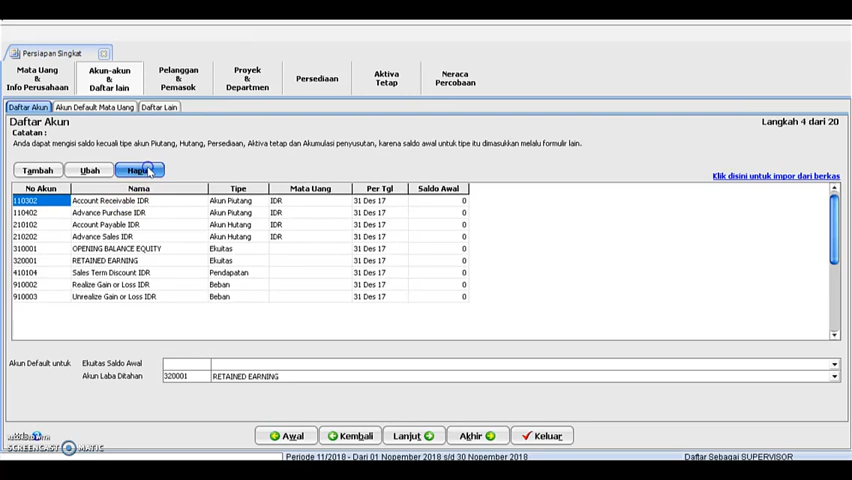 Persiapan Singkat
Mata Uang & Info Perusahaan
Akun-akun & Daftar lain
Pelanggan & Pemasok
Proyek & Departmen
Persediaan
Aktiva Tetap
Neraca Percobaan
Daftar Akun Akun Default Mata Uang Daftar Lain
Daftar Akun Langkah 4 dari 20
Catatan :
Anda dapat mengisi saldo kecuali tipe akun Piutang, Hutang, Persediaan, Aktiva tetap dan Akumulasi penyusutan, karena saldo awal untuk tipe itu dimasukkan melalu formulir lain.
Tambah Ubah Hapu Klik disini untuk impor dari berkas
No Akun Nama Tipe Mata Uang Per Tgl Saldo Awal
110302 Account Receivable IDR Akun Piutang IDR 31 Des 17 0
110402 Advance Purchase IDR Akun Piutang IDR 31 Des 17 0
210102 Account Payable IDR Akun Hutang IDR 31 Des 17 0
210202 Advance Sales IDR Akun Hutang IDR 31 Des 17 0
310001 OPENING BALANCE EQUITY Ekuitas 31 Des 17 0
320001 RETAINED EARNING Ekuitas 31 Des 17 0
410104 Sales Term Discount IDR Pendapatan 31 Des 17 0
910002 Realize Gain or Loss IDR Beban 31 Des 17 0
910003 Unrealize Gain or Loss IDR Beban 31 Des 17 0
Akun Default untuk Ekuitas Saldo Awal
Akun Laba Ditahan 320001 RETAINED EARNING
Awal Kembali Lanjut Akhir Keluar
RECORDED WITH
SCREENCAST MATIC
Periode 11/2018 - Dari 01 Nopember 2018 s/d 30 Nopember 2018 Daftar Sebagai SUPERVISOR